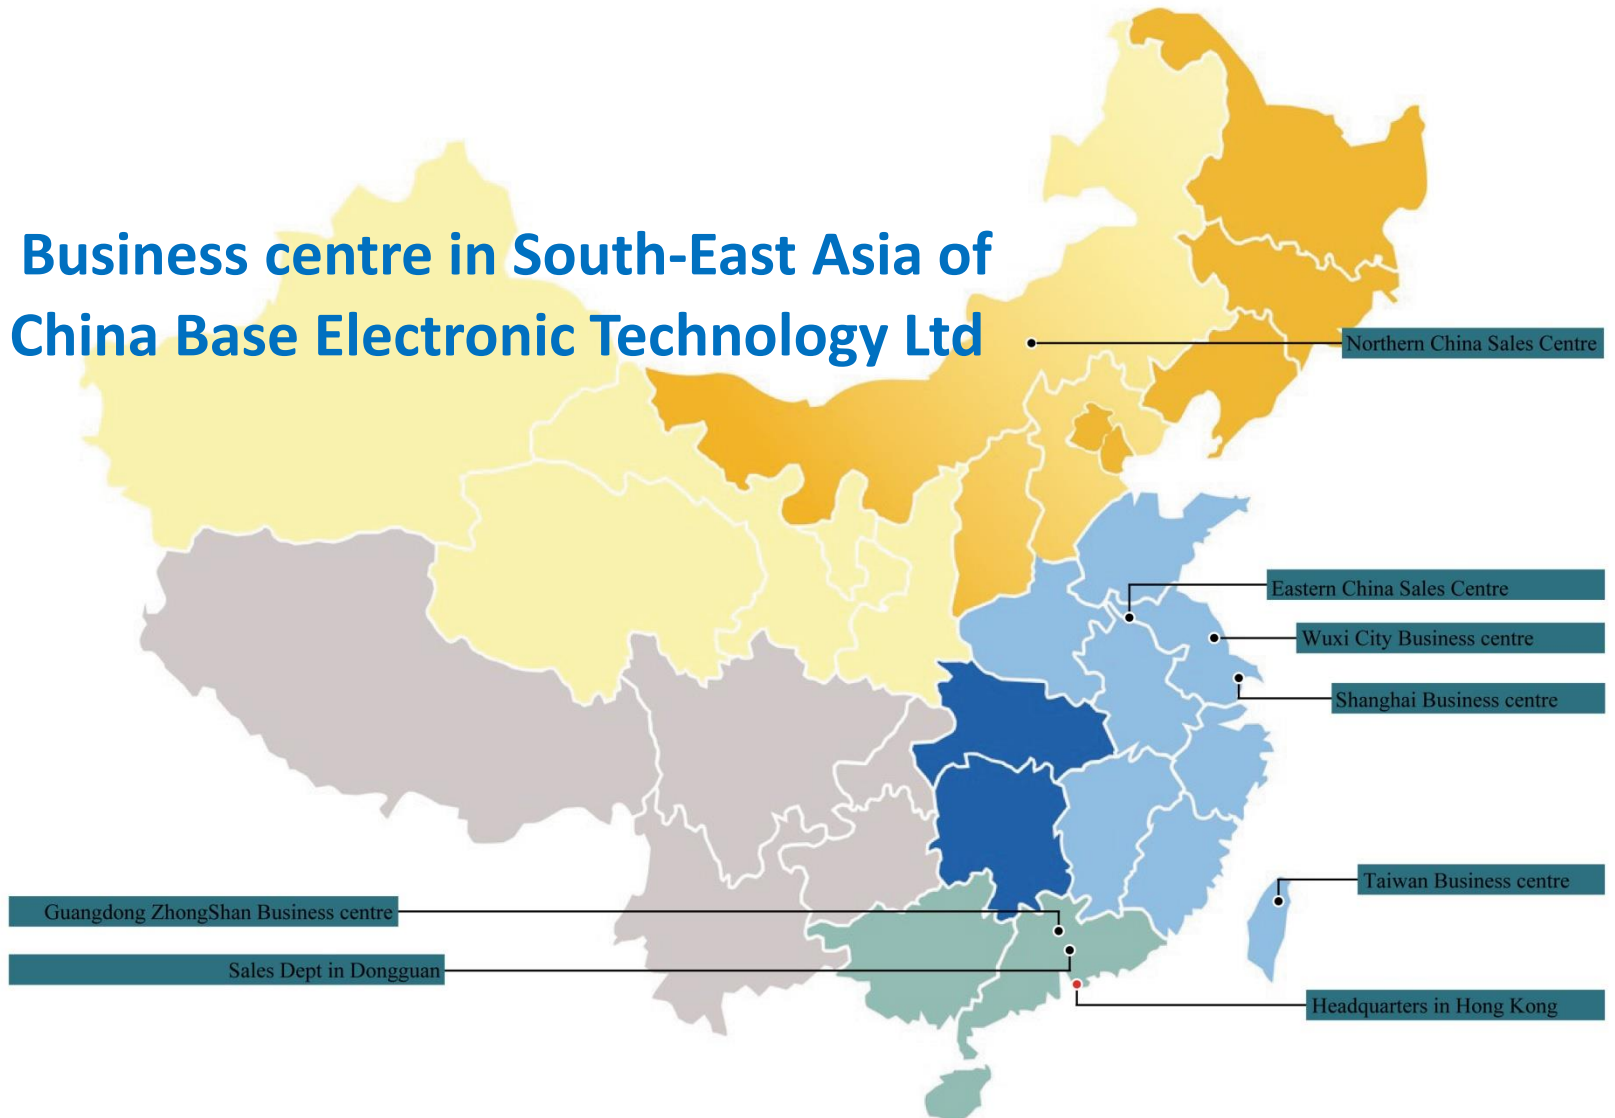 Business centre in South-East Asia of
China Base Electronic Technology Ltd
Northern China Sales Centre
Eastern China Sales Centre
Wuxi City Business centre
Shanghai Business centre
Taiwan Business centre
Guangdong ZhongShan Business centre
Sales Dept in Dongguan
Headquarters in Hong Kong